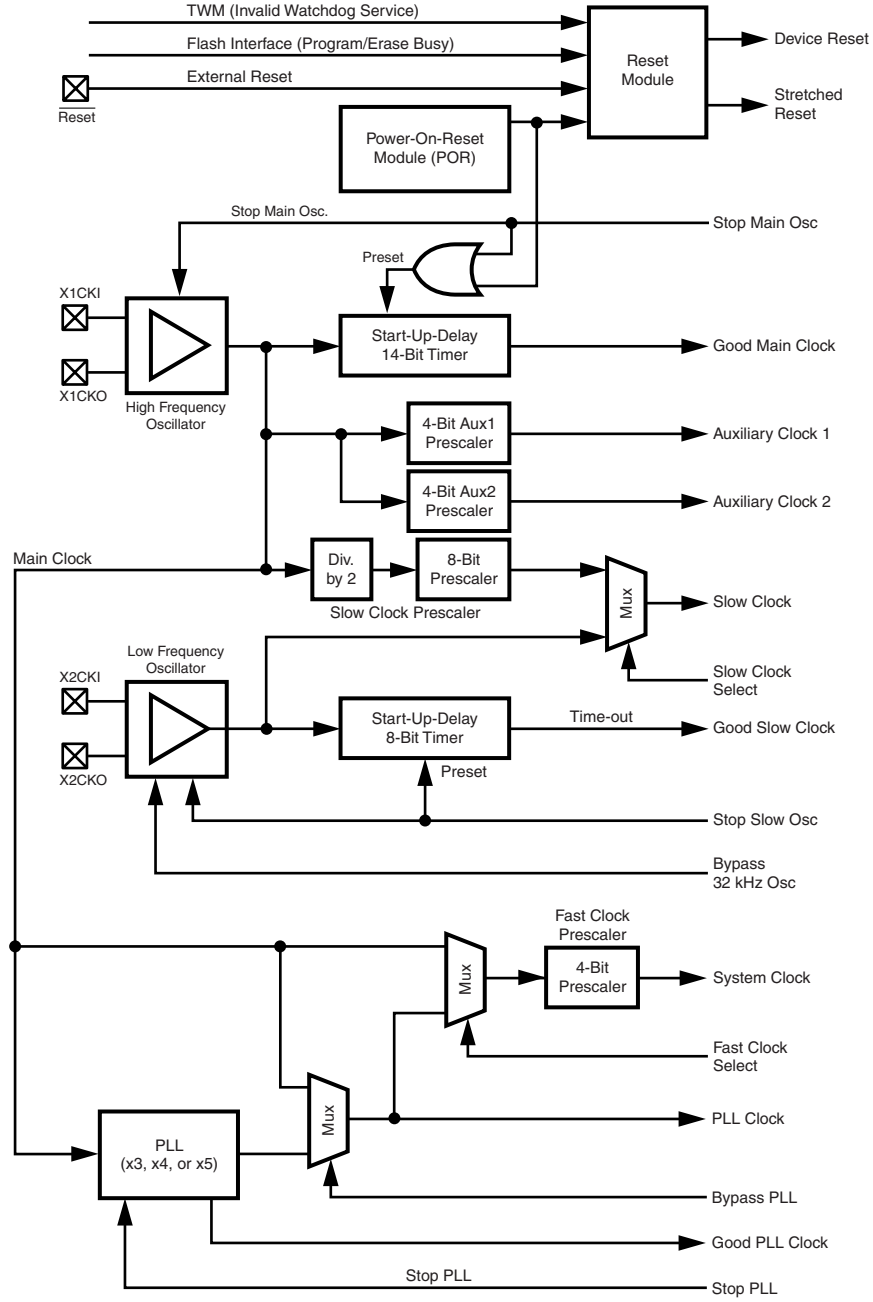 TWM (Invalid Watchdog Service)
Flash Interface (Program/Erase Busy)
External Reset
Reset
Reset
Module
Device Reset
Stretched
Reset
Power-On-Reset
Module (POR)
Stop Main Osc.
Stop Main Osc
Preset
X1CKI
X1CKO
High Frequency
Oscillator
Start-Up-Delay
14-Bit Timer
Good Main Clock
4-Bit Aux1
Prescaler
Auxiliary Clock 1
4-Bit Aux2
Prescaler
Auxiliary Clock 2
Main Clock
Div.
by 2
8-Bit
Prescaler
Slow Clock Prescaler
Mux
Slow Clock
Slow Clock
Select
Low Frequency
Oscillator
X2CKI
X2CKO
Start-Up-Delay
8-Bit Timer
Time-out
Good Slow Clock
Preset
Stop Slow Osc
Bypass
32 kHz Osc
Fast Clock
Prescaler
Mux
4-Bit
Prescaler
System Clock
Fast Clock
Select
Mux
PLL Clock
PLL
(x3, x4, or x5)
Bypass PLL
Good PLL Clock
Stop PLL
Stop PLL